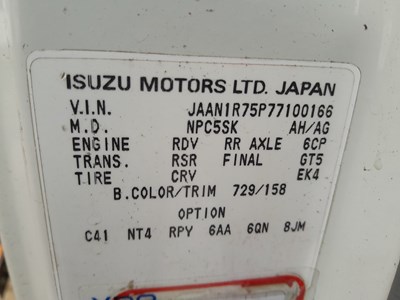 ISUZU MOTORS LTD. JAPAN
V.I.N. JAAN1R75P77100166
M.D. NPC5SK AH/AG
ENGINE RDV RR AXLE 6CP
TRANS. RSR FINAL GT5
TIRE CRV EK4
B.COLOR/TRIM 729/158
OPTION
C41 NT4 RPY 6AA 6QN 8JM